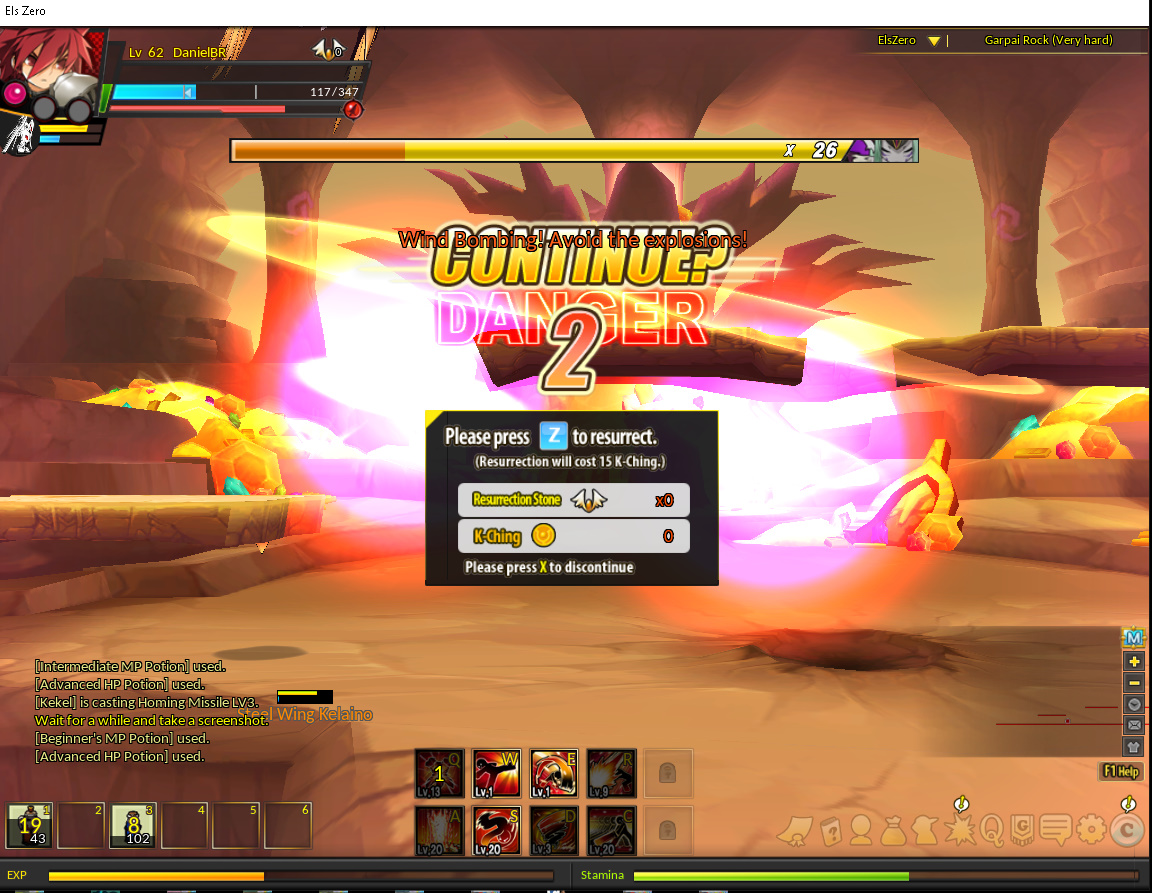 Els Zero
Lv 62 DanielBR
0
ElsZero
Garpai Rock (Very hard)
117/347
x 26
Wind Bombing! Avoid the explosions!
CONTINUE?
DANGER
2
Please press Z to resurrect.
(Resurrection will cost 15 K-Ching.)
Resurrection Stone x0
K-Ching 0
Please press X to discontinue
[Intermediate MP Potion] used.
[Advanced HP Potion] used.
[Kekel] is casting Homing Missile LV3.
Wait for a while and take a screenshot.
[Beginner's MP Potion] used.
[Advanced HP Potion] used.
Steel Wing Kelaino
M
F1 Help
Q W E R
1
Lv,13 Lv,1 Lv,1 Lv,9
A S D C
Lv,20 Lv,20 Lv,3 Lv,20
1 2 3 4 5 6
19 8
43 102
EXP
Stamina